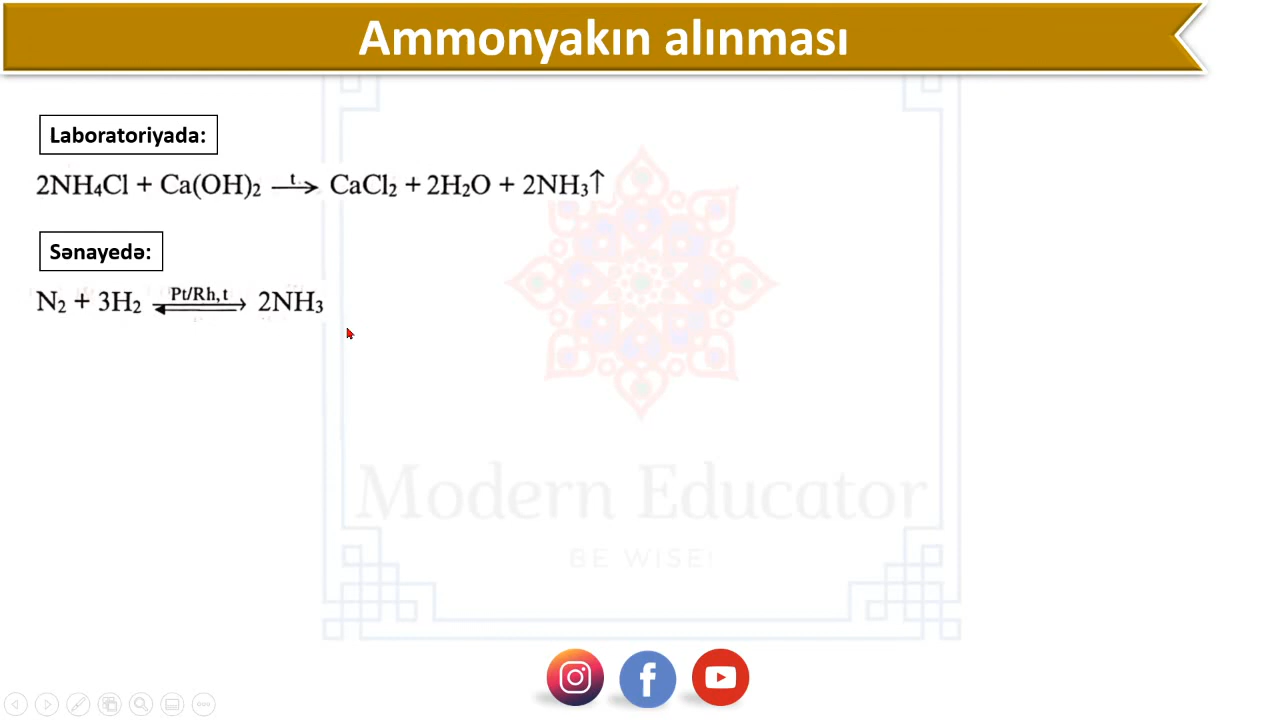 Ammonyakın alınması
Laboratoriyada:
2NH₄Cl + Ca(OH)₂ —t→ CaCl₂ + 2H₂O + 2NH₃↑
Sənayedə:
Pt/Rh, t
N₂ + 3H₂ ⇄ 2NH₃
Modern Educator
BE WISE!